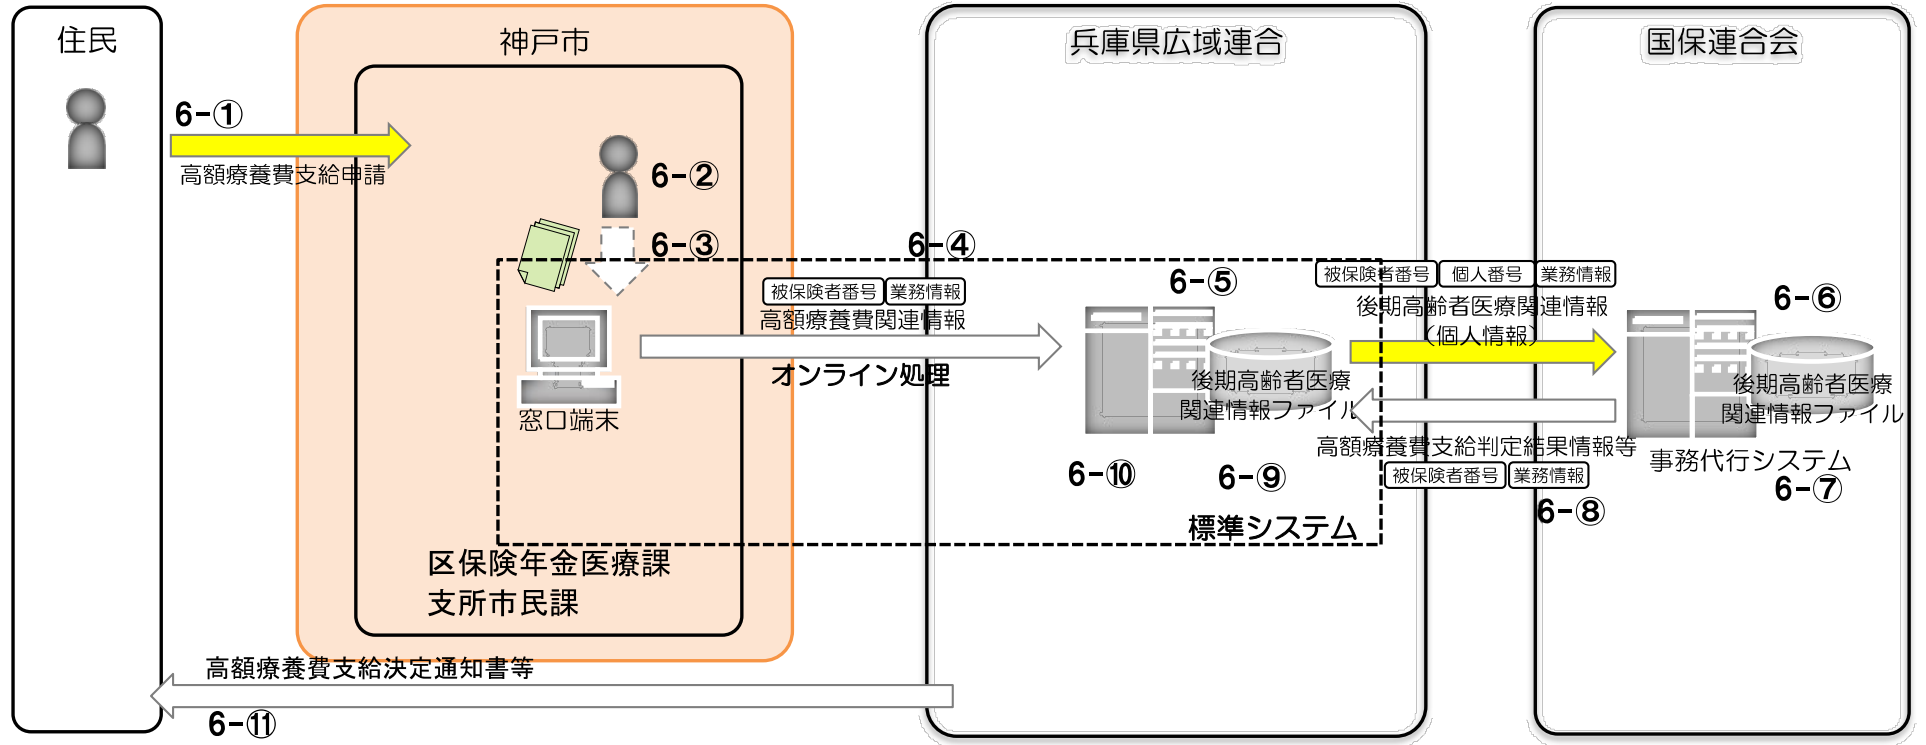 住民
神戸市
兵庫県広域連合
国保連合会
6-①
高額療養費支給申請
6-②
6-③
6-④
被保険者番号
業務情報
高額療養費関連情報
オンライン処理
窓口端末
6-⑤
後期高齢者医療
関連情報ファイル
6-⑩
6-⑨
標準システム
被保険者番号
個人番号
業務情報
後期高齢者医療関連情報
（個人情報）
6-⑥
後期高齢者医療
関連情報ファイル
高額療養費支給判定結果情報等
被保険者番号
業務情報
6-⑧
事務代行システム
6-⑦
区保険年金医療課
支所市民課
高額療養費支給決定通知書等
6-⑪